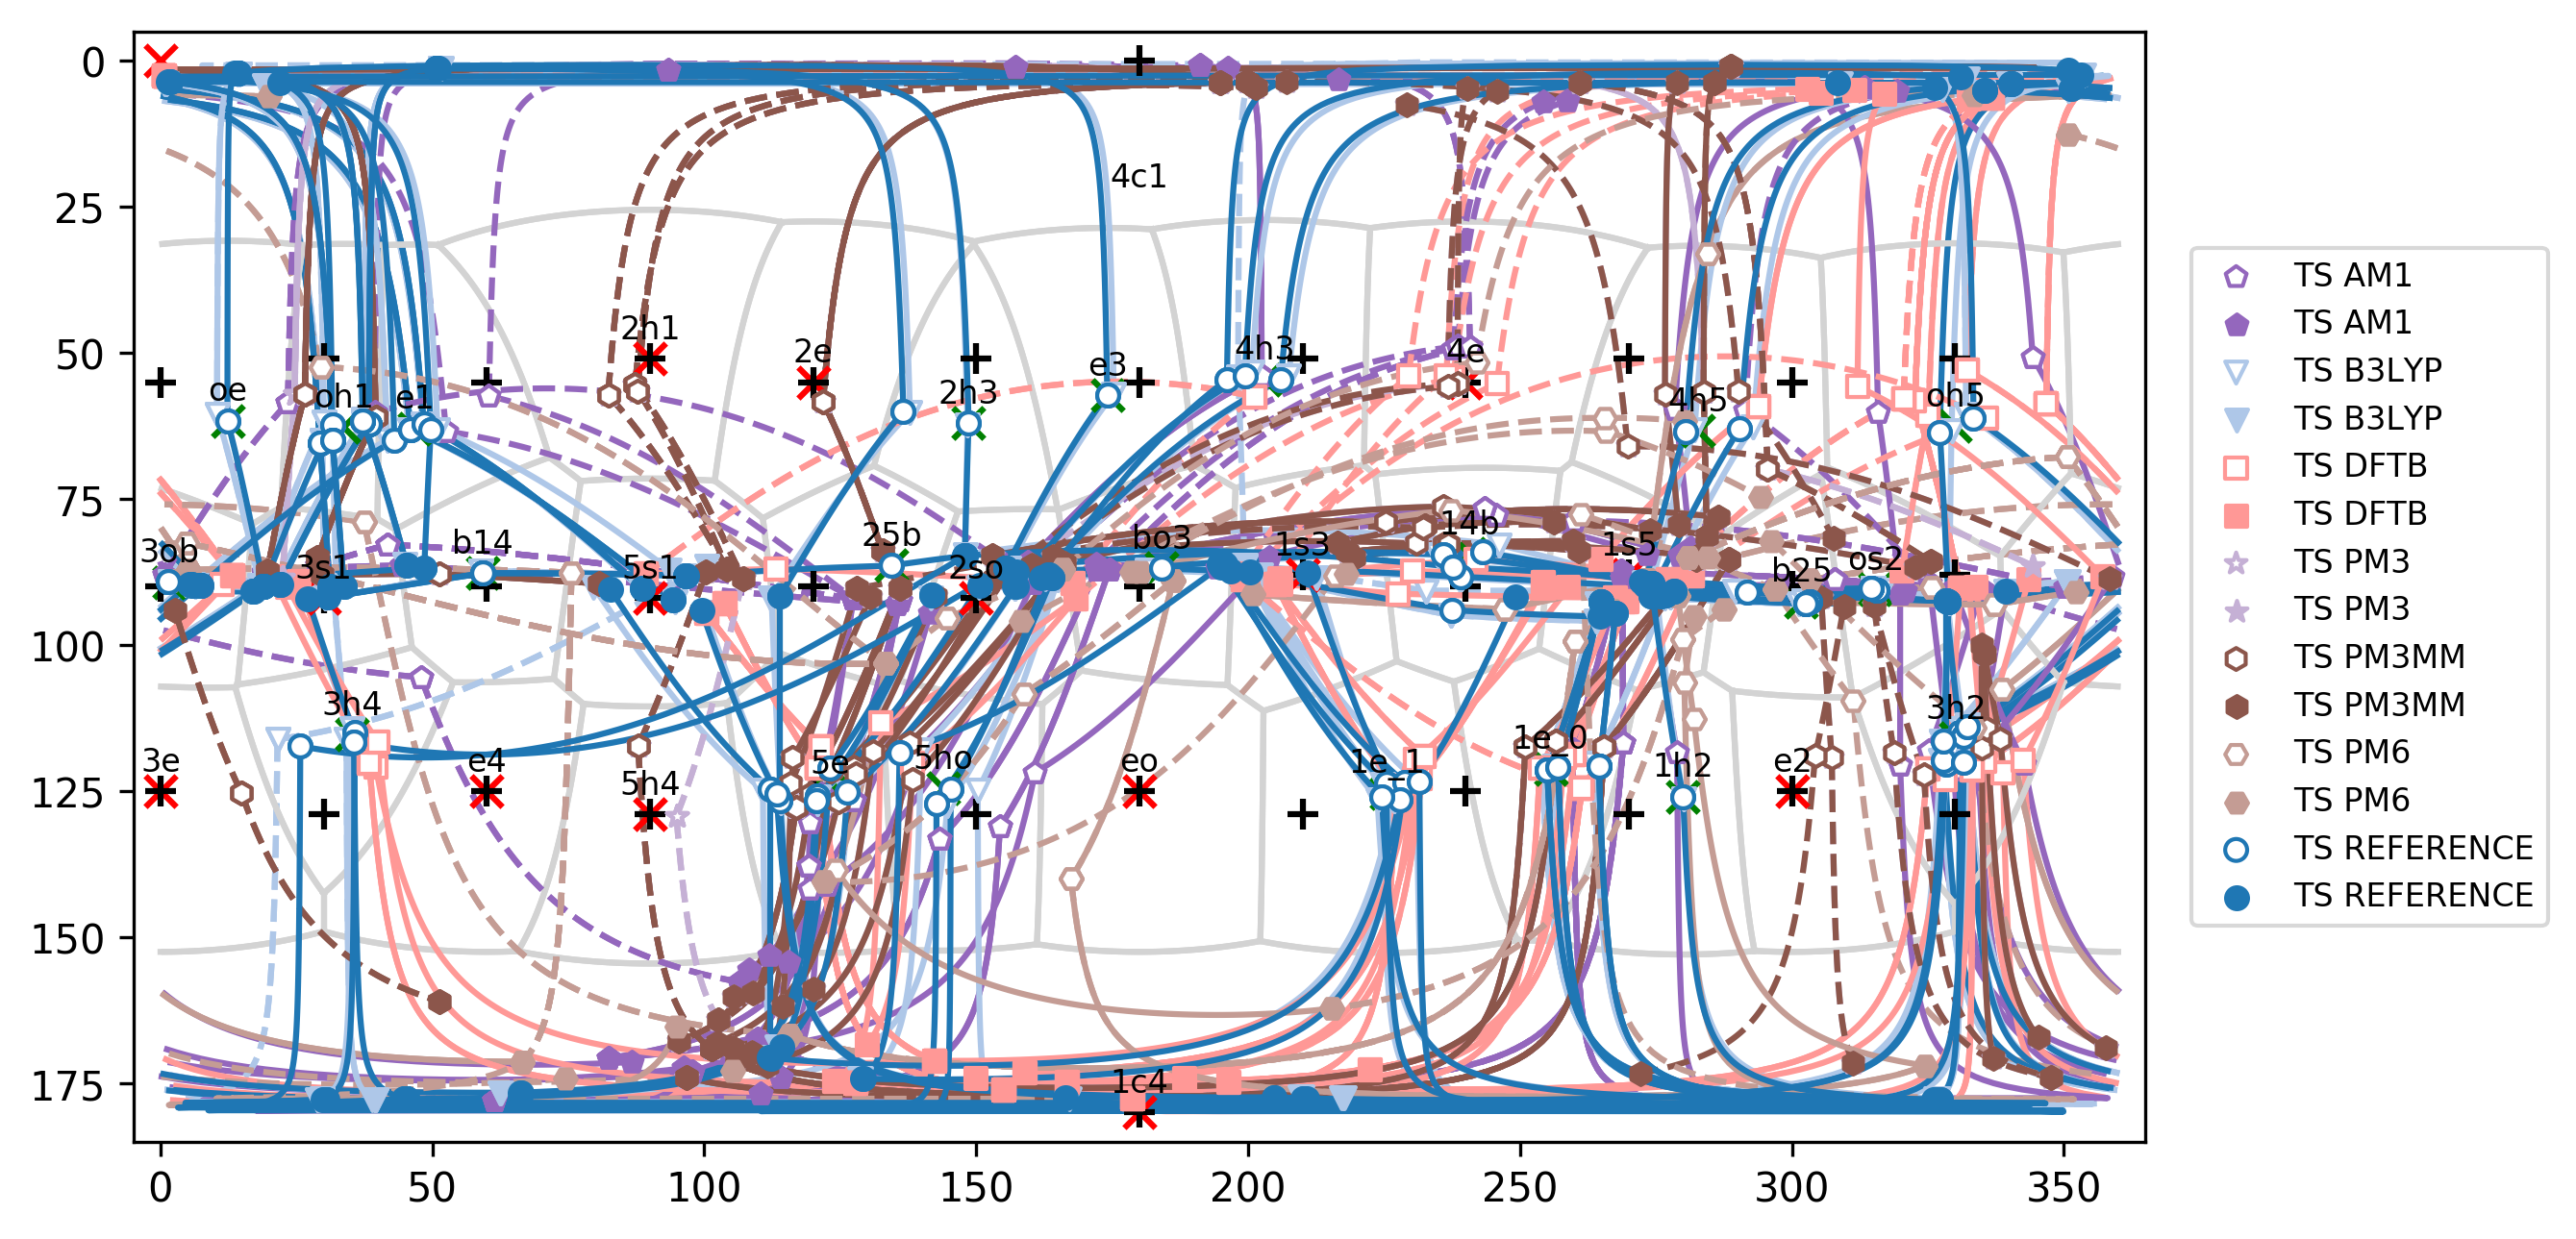 0
25
50
75
100
125
150
175
0
50
100
150
200
250
300
350
4c1
2h1
2e
4h3
4e
oe
oh1
e1
2h3
e3
4h5
oh5
3ob
3s1
b14
5s1
25b
2so
bo3
1s3
14b
1s5
b25
os2
3h4
3h2
3e
e4
5h4
5e
5ho
eo
1e_1
1e_0
1h2
e2
1c4
TS AM1
TS AM1
TS B3LYP
TS B3LYP
TS DFTB
TS DFTB
TS PM3
TS PM3
TS PM3MM
TS PM3MM
TS PM6
TS PM6
TS REFERENCE
TS REFERENCE